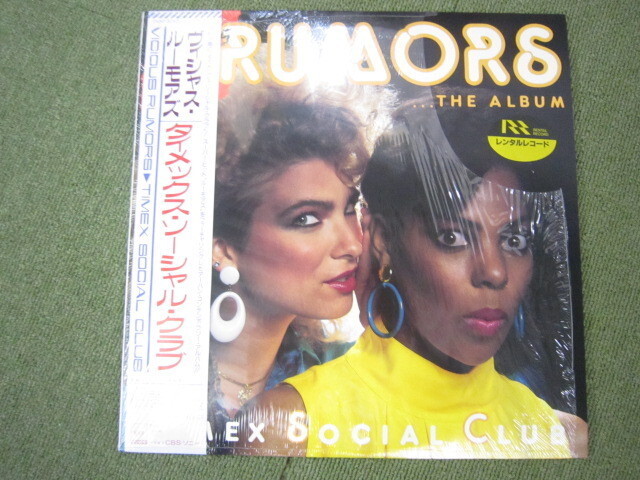 RUMORS
...THE ALBUM
RR RENTAL RECORD
レンタルレコード
ヴィシャス・
ルーモアズ
タイメックス・ソーシャル・クラブ
VICIOUS RUMORS▶TIMEX SOCIAL CLUB
MEX SOCIAL CLUB